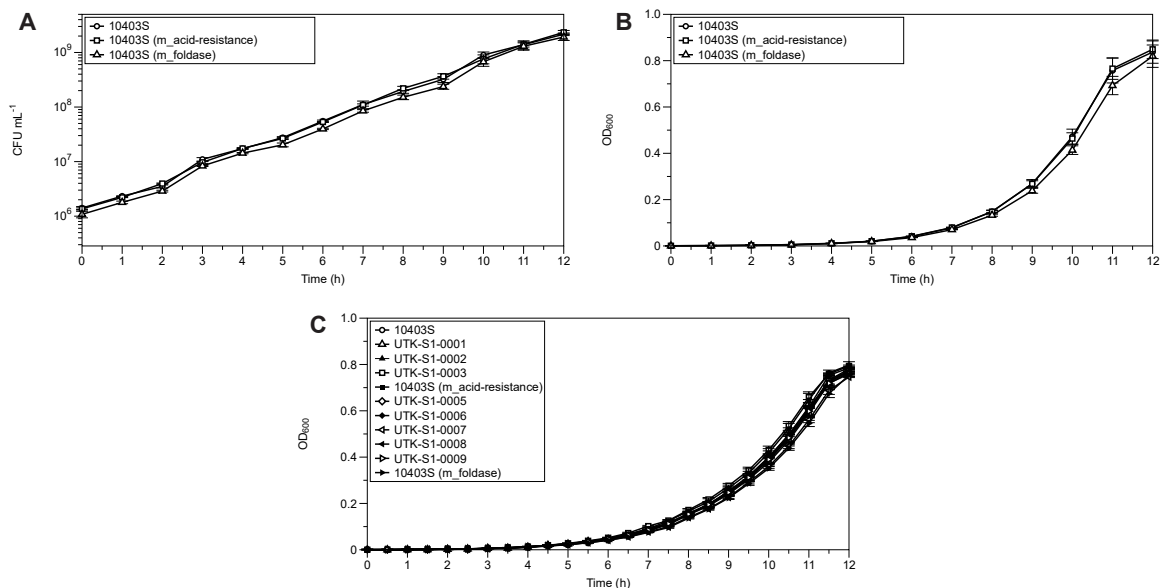 A
10403S
10403S (m_acid-resistance)
10403S (m_foldase)
10⁹
10⁸
10⁷
10⁶
CFU mL⁻¹
0 1 2 3 4 5 6 7 8 9 10 11 12
Time (h)
B
10403S
10403S (m_acid-resistance)
10403S (m_foldase)
1.0
0.8
0.6
0.4
0.2
0
OD₆₀₀
0 1 2 3 4 5 6 7 8 9 10 11 12
Time (h)
C
10403S
UTK-S1-0001
UTK-S1-0002
UTK-S1-0003
10403S (m_acid-resistance)
UTK-S1-0005
UTK-S1-0006
UTK-S1-0007
UTK-S1-0008
UTK-S1-0009
10403S (m_foldase)
1.0
0.8
0.6
0.4
0.2
0
OD₆₀₀
0 1 2 3 4 5 6 7 8 9 10 11 12
Time (h)